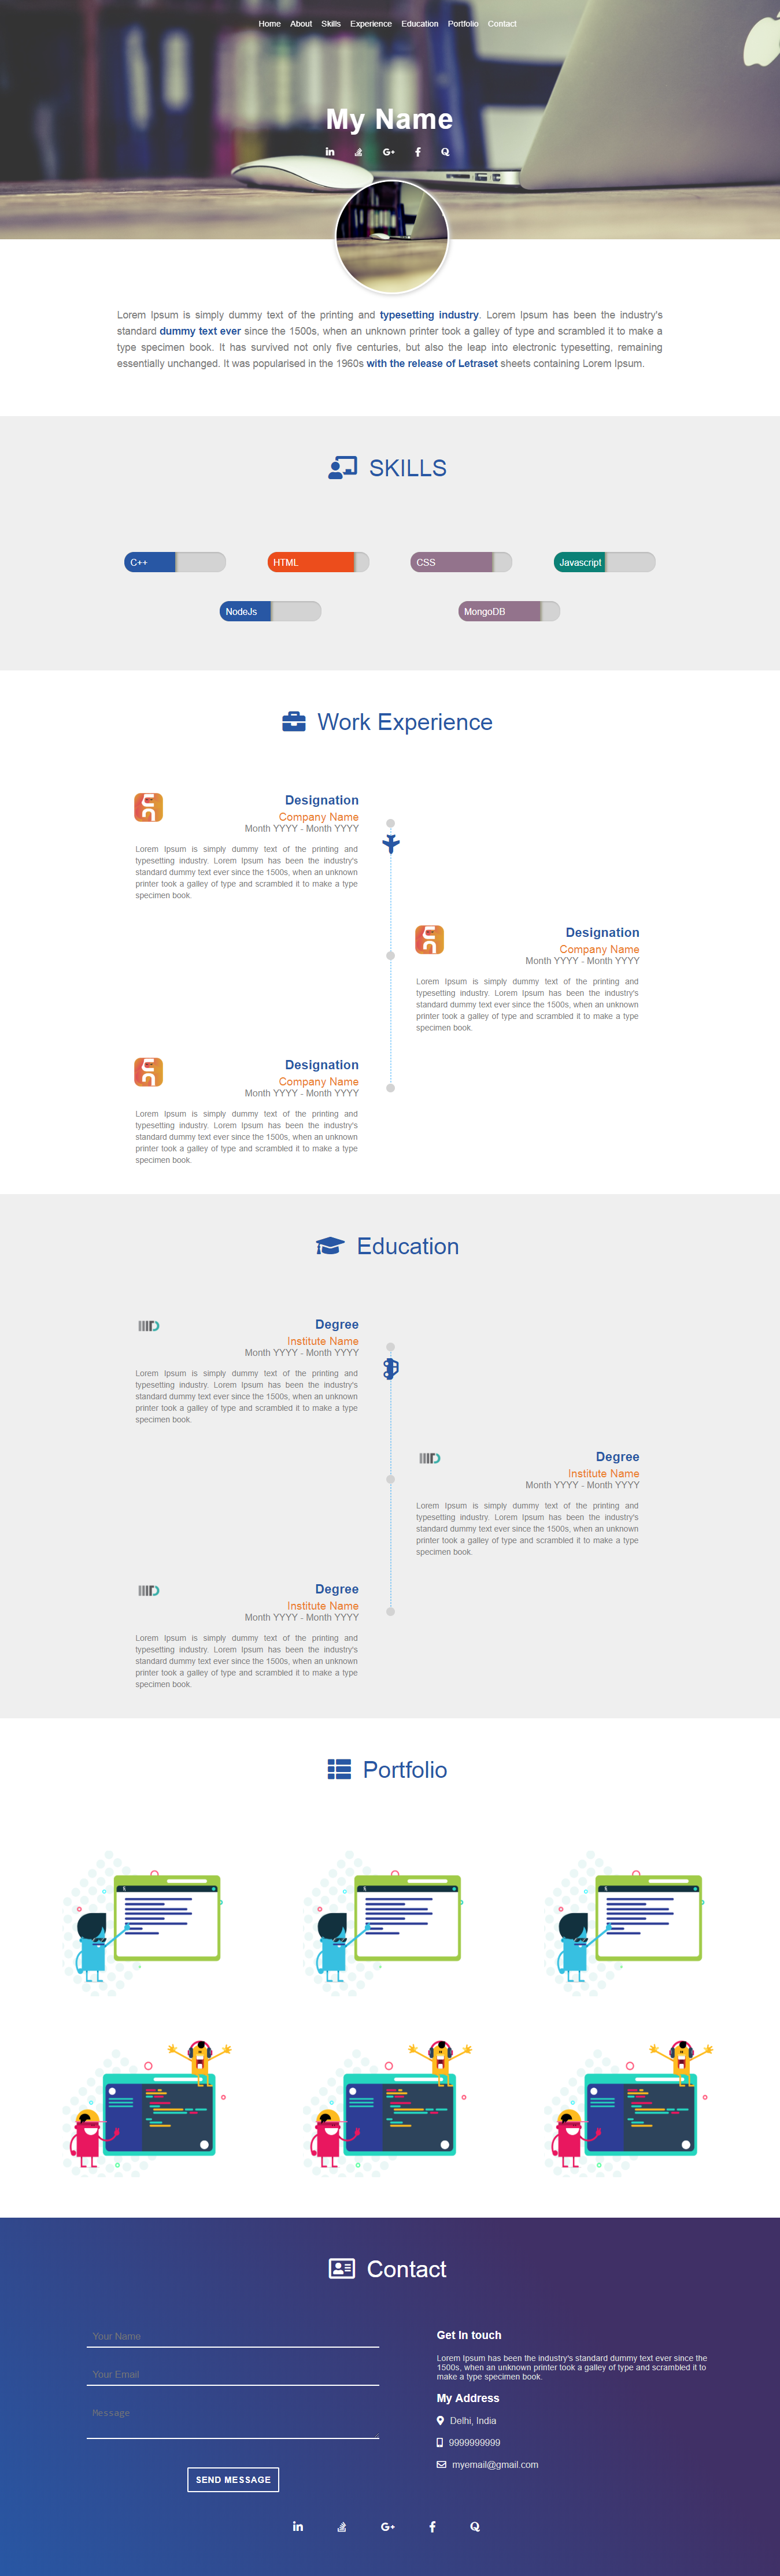 Home About Skills Experience Education Portfolio Contact
My Name
Lorem Ipsum is simply dummy text of the printing and typesetting industry. Lorem Ipsum has been the industry's
standard dummy text ever since the 1500s, when an unknown printer took a galley of type and scrambled it to make a
type specimen book. It has survived not only five centuries, but also the leap into electronic typesetting, remaining
essentially unchanged. It was popularised in the 1960s with the release of Letraset sheets containing Lorem Ipsum.
SKILLS
C++ HTML CSS Javascript
NodeJs MongoDB
Work Experience
Designation
Company Name
Month YYYY - Month YYYY
Lorem Ipsum is simply dummy text of the printing and
typesetting industry. Lorem Ipsum has been the industry's
standard dummy text ever since the 1500s, when an unknown
printer took a galley of type and scrambled it to make a type
specimen book.
Designation
Company Name
Month YYYY - Month YYYY
Lorem Ipsum is simply dummy text of the printing and
typesetting industry. Lorem Ipsum has been the industry's
standard dummy text ever since the 1500s, when an unknown
printer took a galley of type and scrambled it to make a type
specimen book.
Designation
Company Name
Month YYYY - Month YYYY
Lorem Ipsum is simply dummy text of the printing and
typesetting industry. Lorem Ipsum has been the industry's
standard dummy text ever since the 1500s, when an unknown
printer took a galley of type and scrambled it to make a type
specimen book.
Education
Degree
Institute Name
Month YYYY - Month YYYY
Lorem Ipsum is simply dummy text of the printing and
typesetting industry. Lorem Ipsum has been the industry's
standard dummy text ever since the 1500s, when an unknown
printer took a galley of type and scrambled it to make a type
specimen book.
Degree
Institute Name
Month YYYY - Month YYYY
Lorem Ipsum is simply dummy text of the printing and
typesetting industry. Lorem Ipsum has been the industry's
standard dummy text ever since the 1500s, when an unknown
printer took a galley of type and scrambled it to make a type
specimen book.
Degree
Institute Name
Month YYYY - Month YYYY
Lorem Ipsum is simply dummy text of the printing and
typesetting industry. Lorem Ipsum has been the industry's
standard dummy text ever since the 1500s, when an unknown
printer took a galley of type and scrambled it to make a type
specimen book.
Portfolio
Contact
Your Name
Your Email
Message
SEND MESSAGE
Get In touch
Lorem Ipsum has been the industry's standard dummy text ever since the
1500s, when an unknown printer took a galley of type and scrambled it to
make a type specimen book.
My Address
Delhi, India
9999999999
myemail@gmail.com